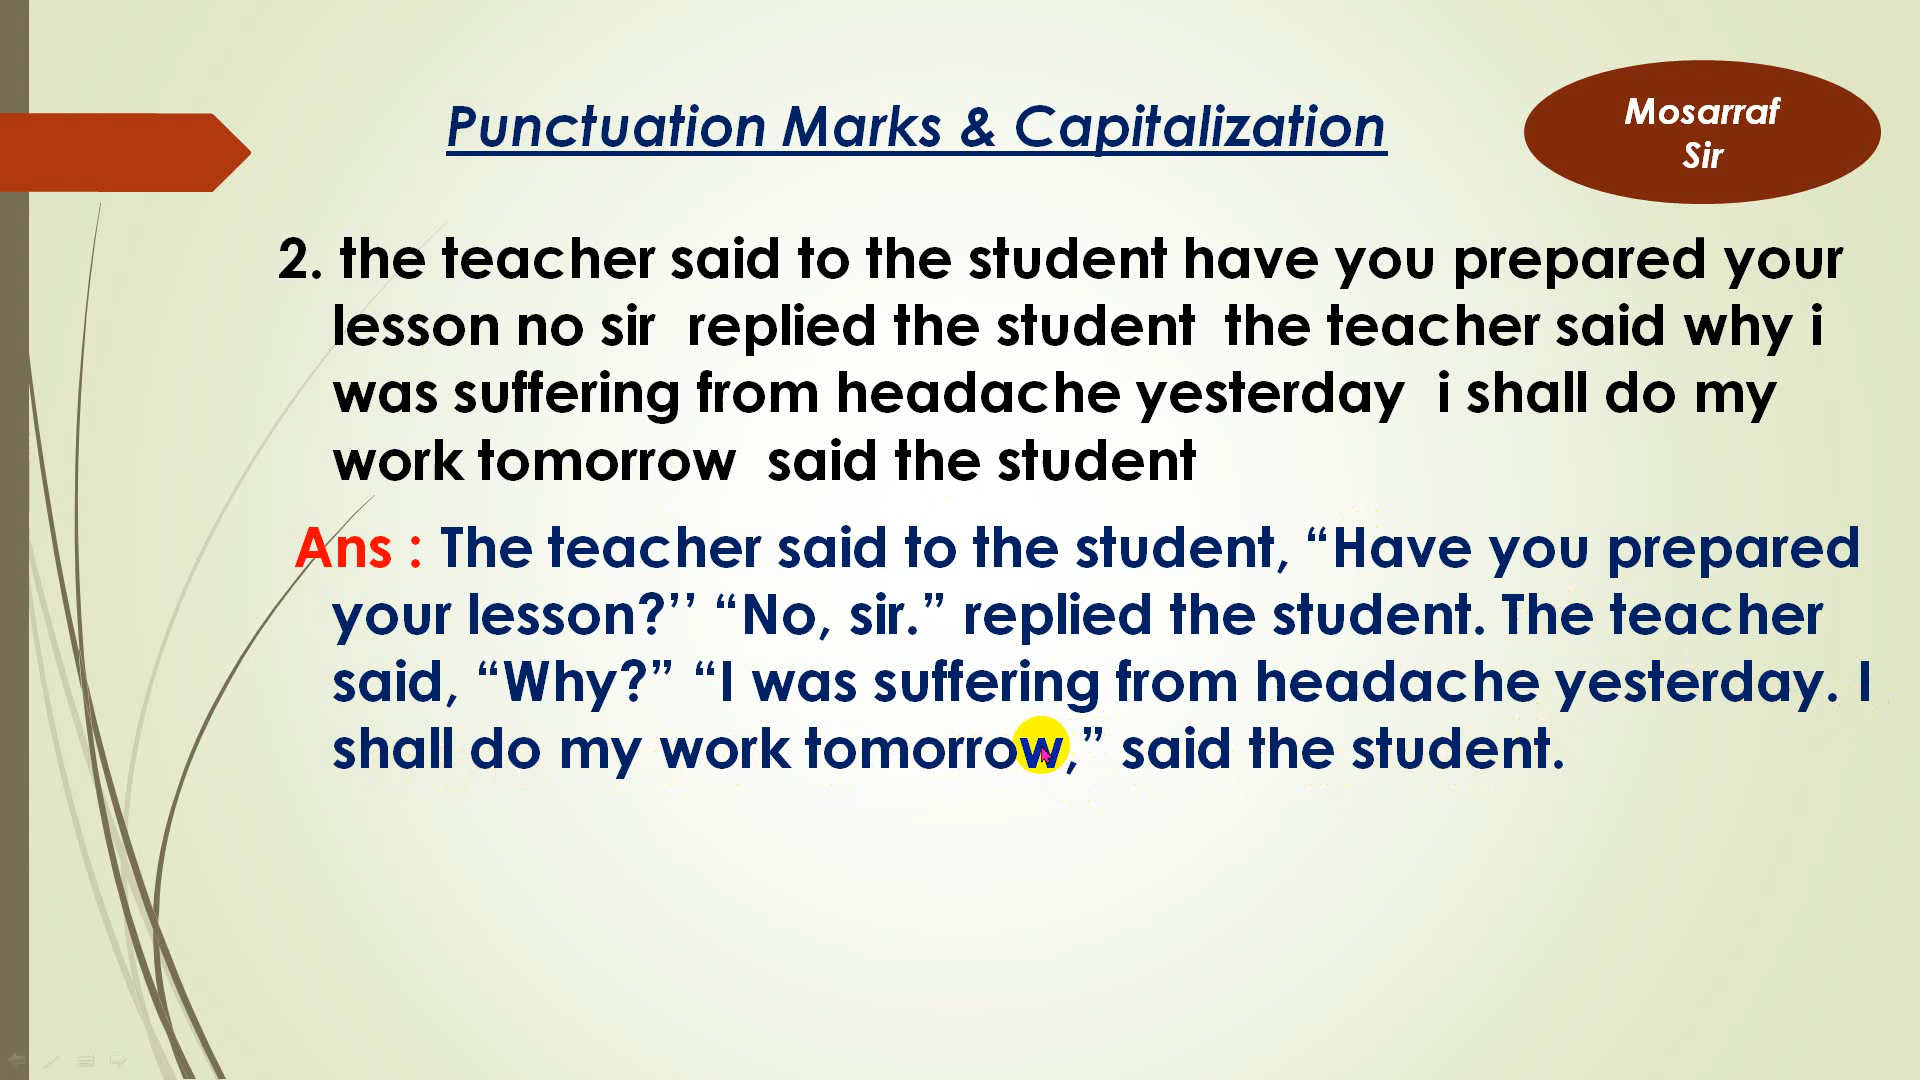 Punctuation Marks & Capitalization
Mosarraf
Sir
2. the teacher said to the student have you prepared your
lesson no sir  replied the student  the teacher said why i
was suffering from headache yesterday  i shall do my
work tomorrow  said the student
Ans : The teacher said to the student, “Have you prepared
your lesson?’’ “No, sir.” replied the student. The teacher
said, “Why?” “I was suffering from headache yesterday. I
shall do my work tomorrow,” said the student.